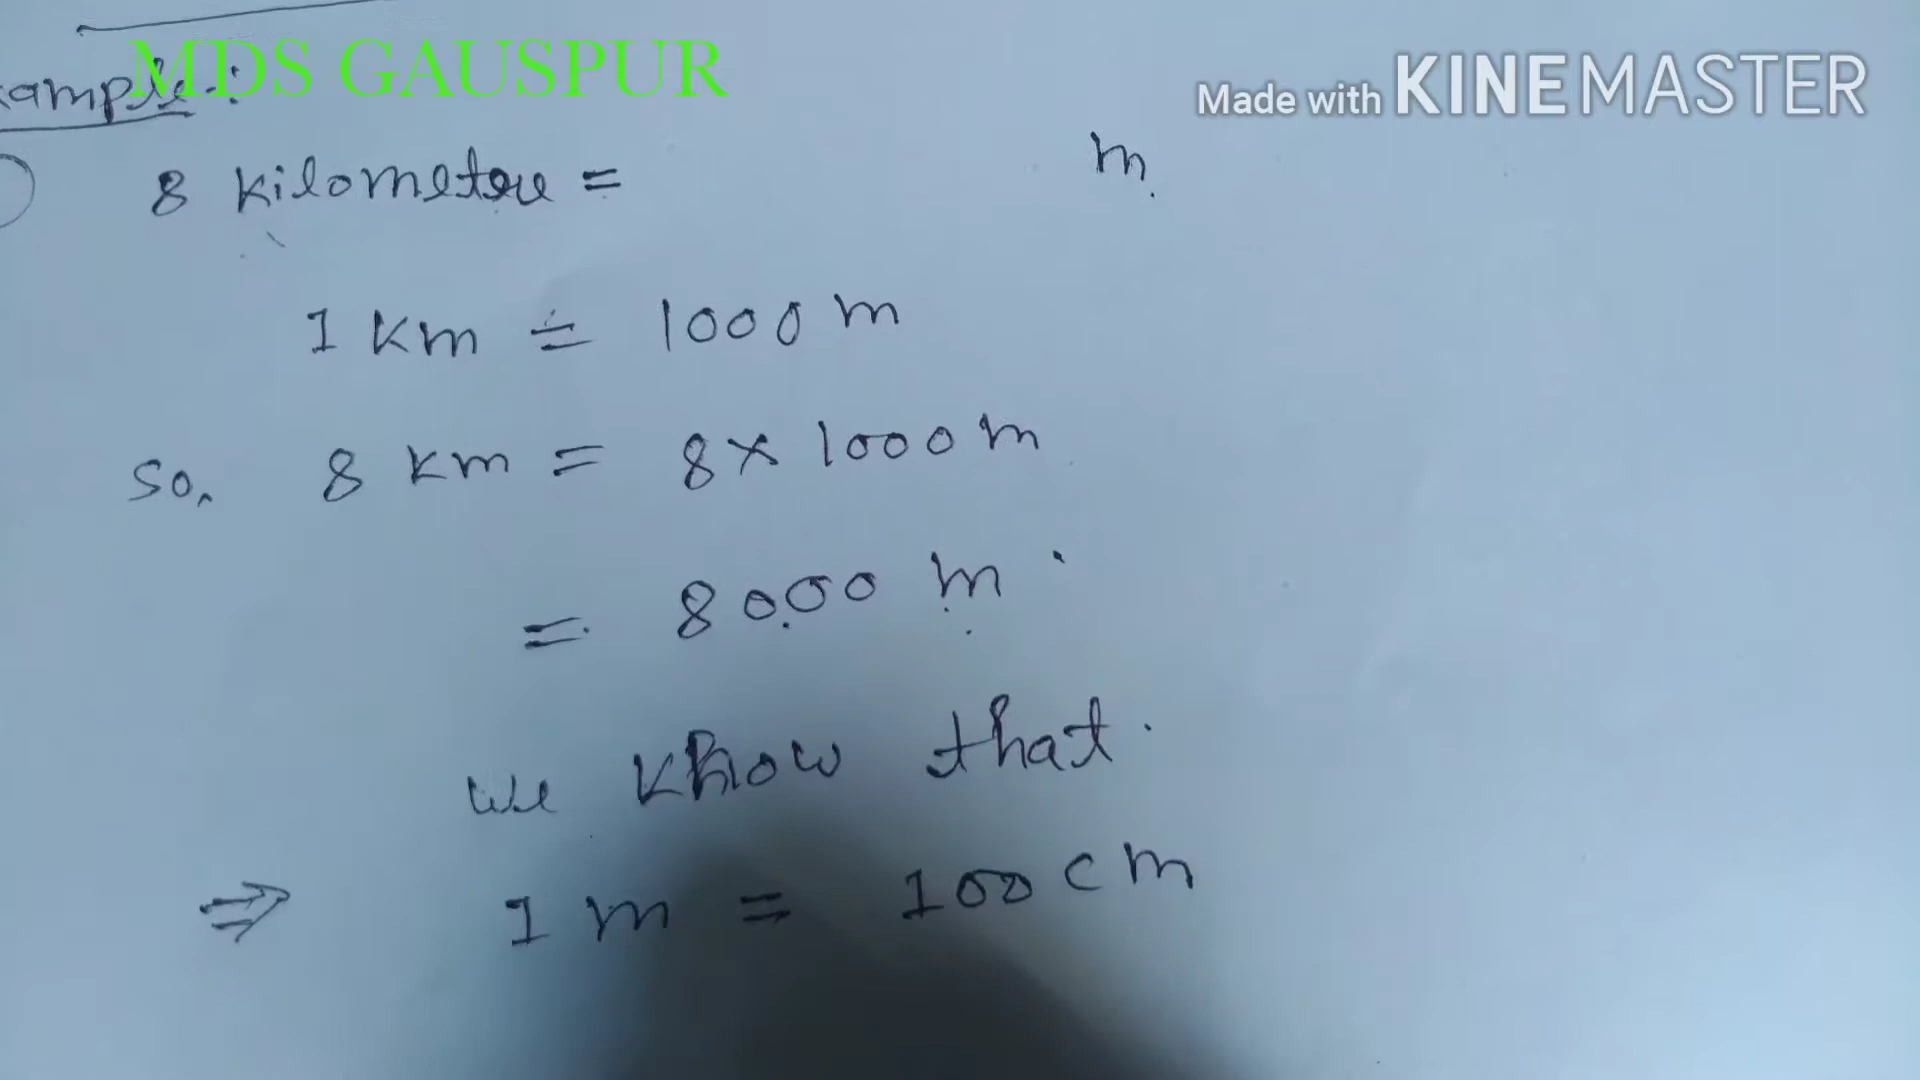 MDS GAUSPUR
Made with KINEMASTER
xample :
8 kilometre = m.
1 Km = 1000 m
So, 8 Km = 8 x 1000 m
= 8000 m
we know that.
⇒ 1 m = 100 cm